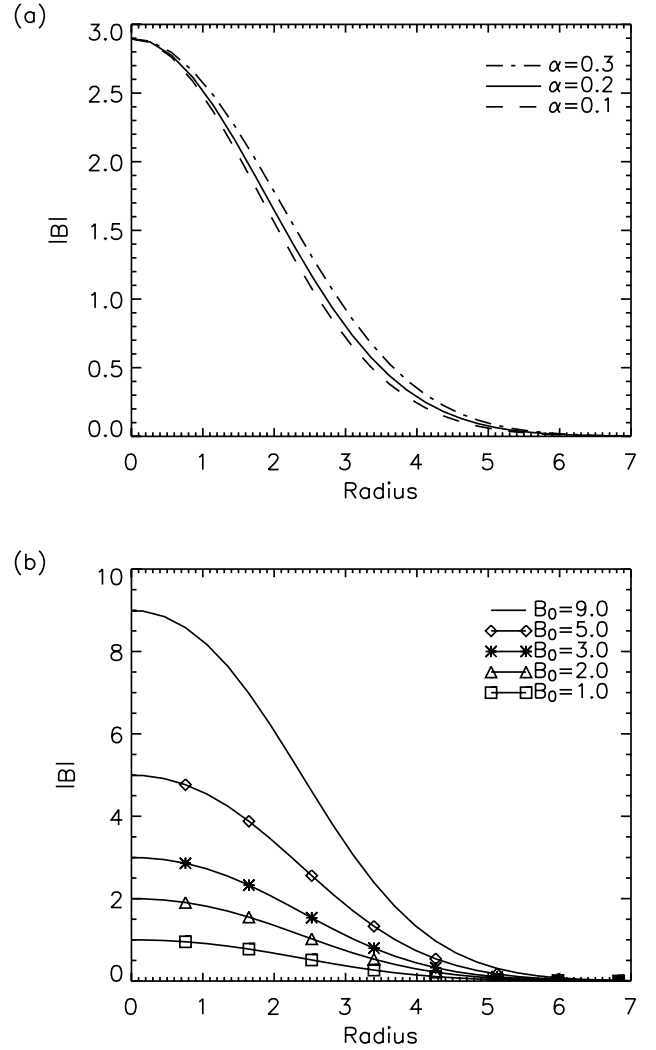 (a)
3.0
2.5
2.0
1.5
1.0
0.5
0.0
|B|
α=0.3
α=0.2
α=0.1
0 1 2 3 4 5 6 7
Radius
(b)
10
8
6
4
2
0
|B|
B₀=9.0
B₀=5.0
B₀=3.0
B₀=2.0
B₀=1.0
0 1 2 3 4 5 6 7
Radius